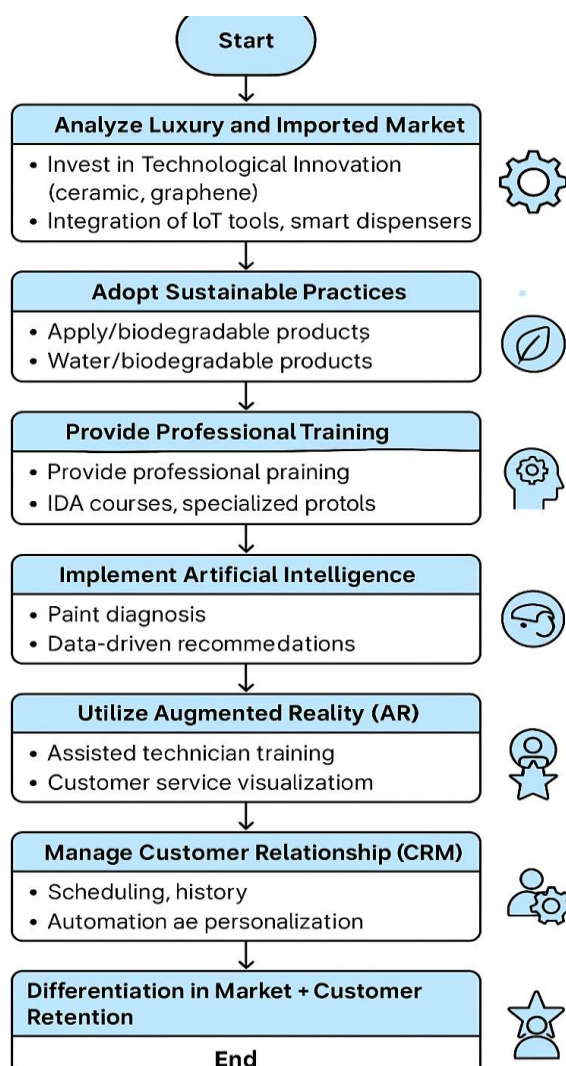 Start
Analyze Luxury and Imported Market
• Invest in Technological Innovation
(ceramic, graphene)
• Integration of IoT tools, smart dispensers
Adopt Sustainable Practices
• Apply/biodegradable products
• Water/biodegradable products
Provide Professional Training
• Provide professional praining
• IDA courses, specialized protols
Implement Artificial Intelligence
• Paint diagnosis
• Data-driven recommedations
Utilize Augmented Reality (AR)
• Assisted technician training
• Customer service visualizatiom
Manage Customer Relationship (CRM)
• Scheduling, history
• Automation ae personalization
Differentiation in Market + Customer
Retention
End